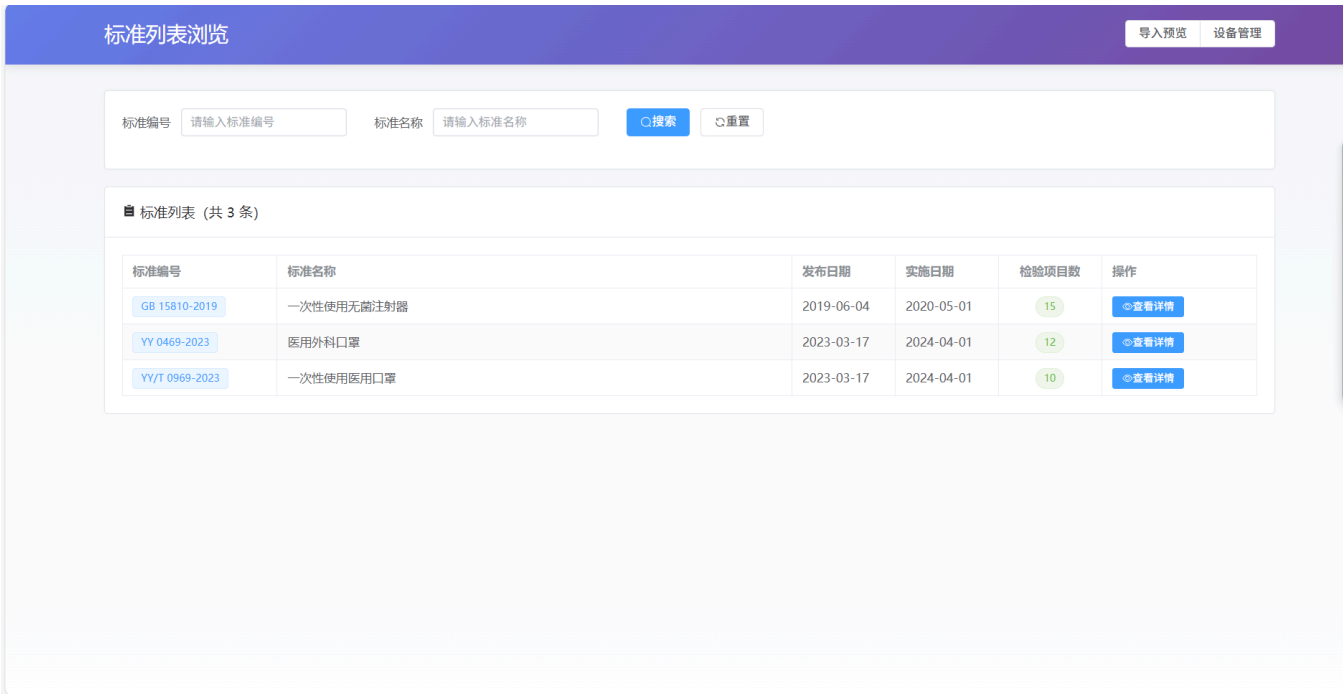 标准列表浏览 导入预览 设备管理
标准编号 请输入标准编号 标准名称 请输入标准名称 搜索 重置
标准列表（共 3 条）
标准编号 标准名称 发布日期 实施日期 检验项目数 操作
GB 15810-2019 一次性使用无菌注射器 2019-06-04 2020-05-01 15 查看详情
YY 0469-2023 医用外科口罩 2023-03-17 2024-04-01 12 查看详情
YY/T 0969-2023 一次性使用医用口罩 2023-03-17 2024-04-01 10 查看详情